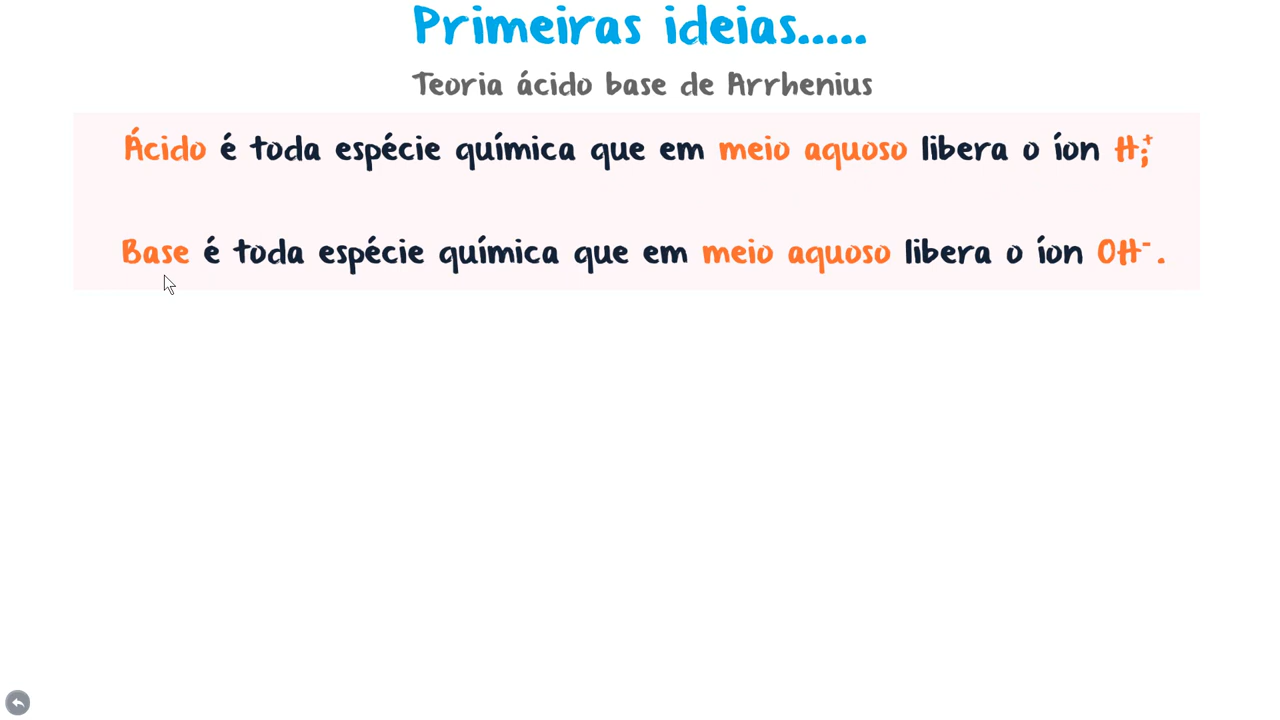 Primeiras ideias.....
Teoria ácido base de Arrhenius
Ácido é toda espécie química que em meio aquoso libera o íon H⁺;
Base é toda espécie química que em meio aquoso libera o íon OH⁻.